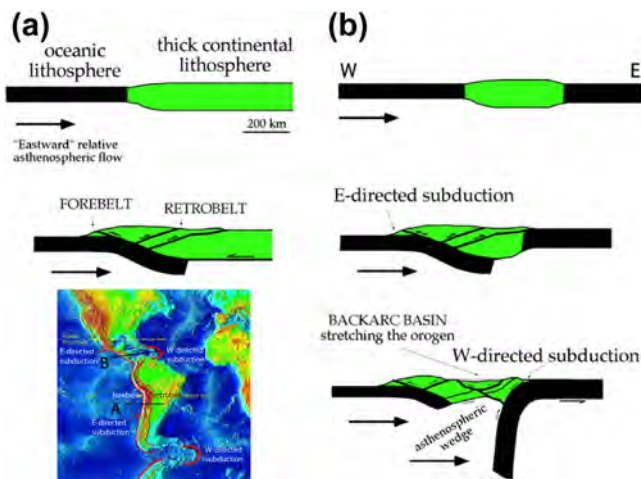 (a)
oceanic
lithosphere
thick continental
lithosphere
200 km
"Eastward" relative
asthenospheric flow
FOREBELT
RETROBELT
E-directed
subduction
B
W-directed
subduction
A
E-directed
subduction
W-directed
subduction
(b)
W
E
E-directed subduction
BACKARC BASIN
stretching the orogen
W-directed subduction
asthenospheric
wedge